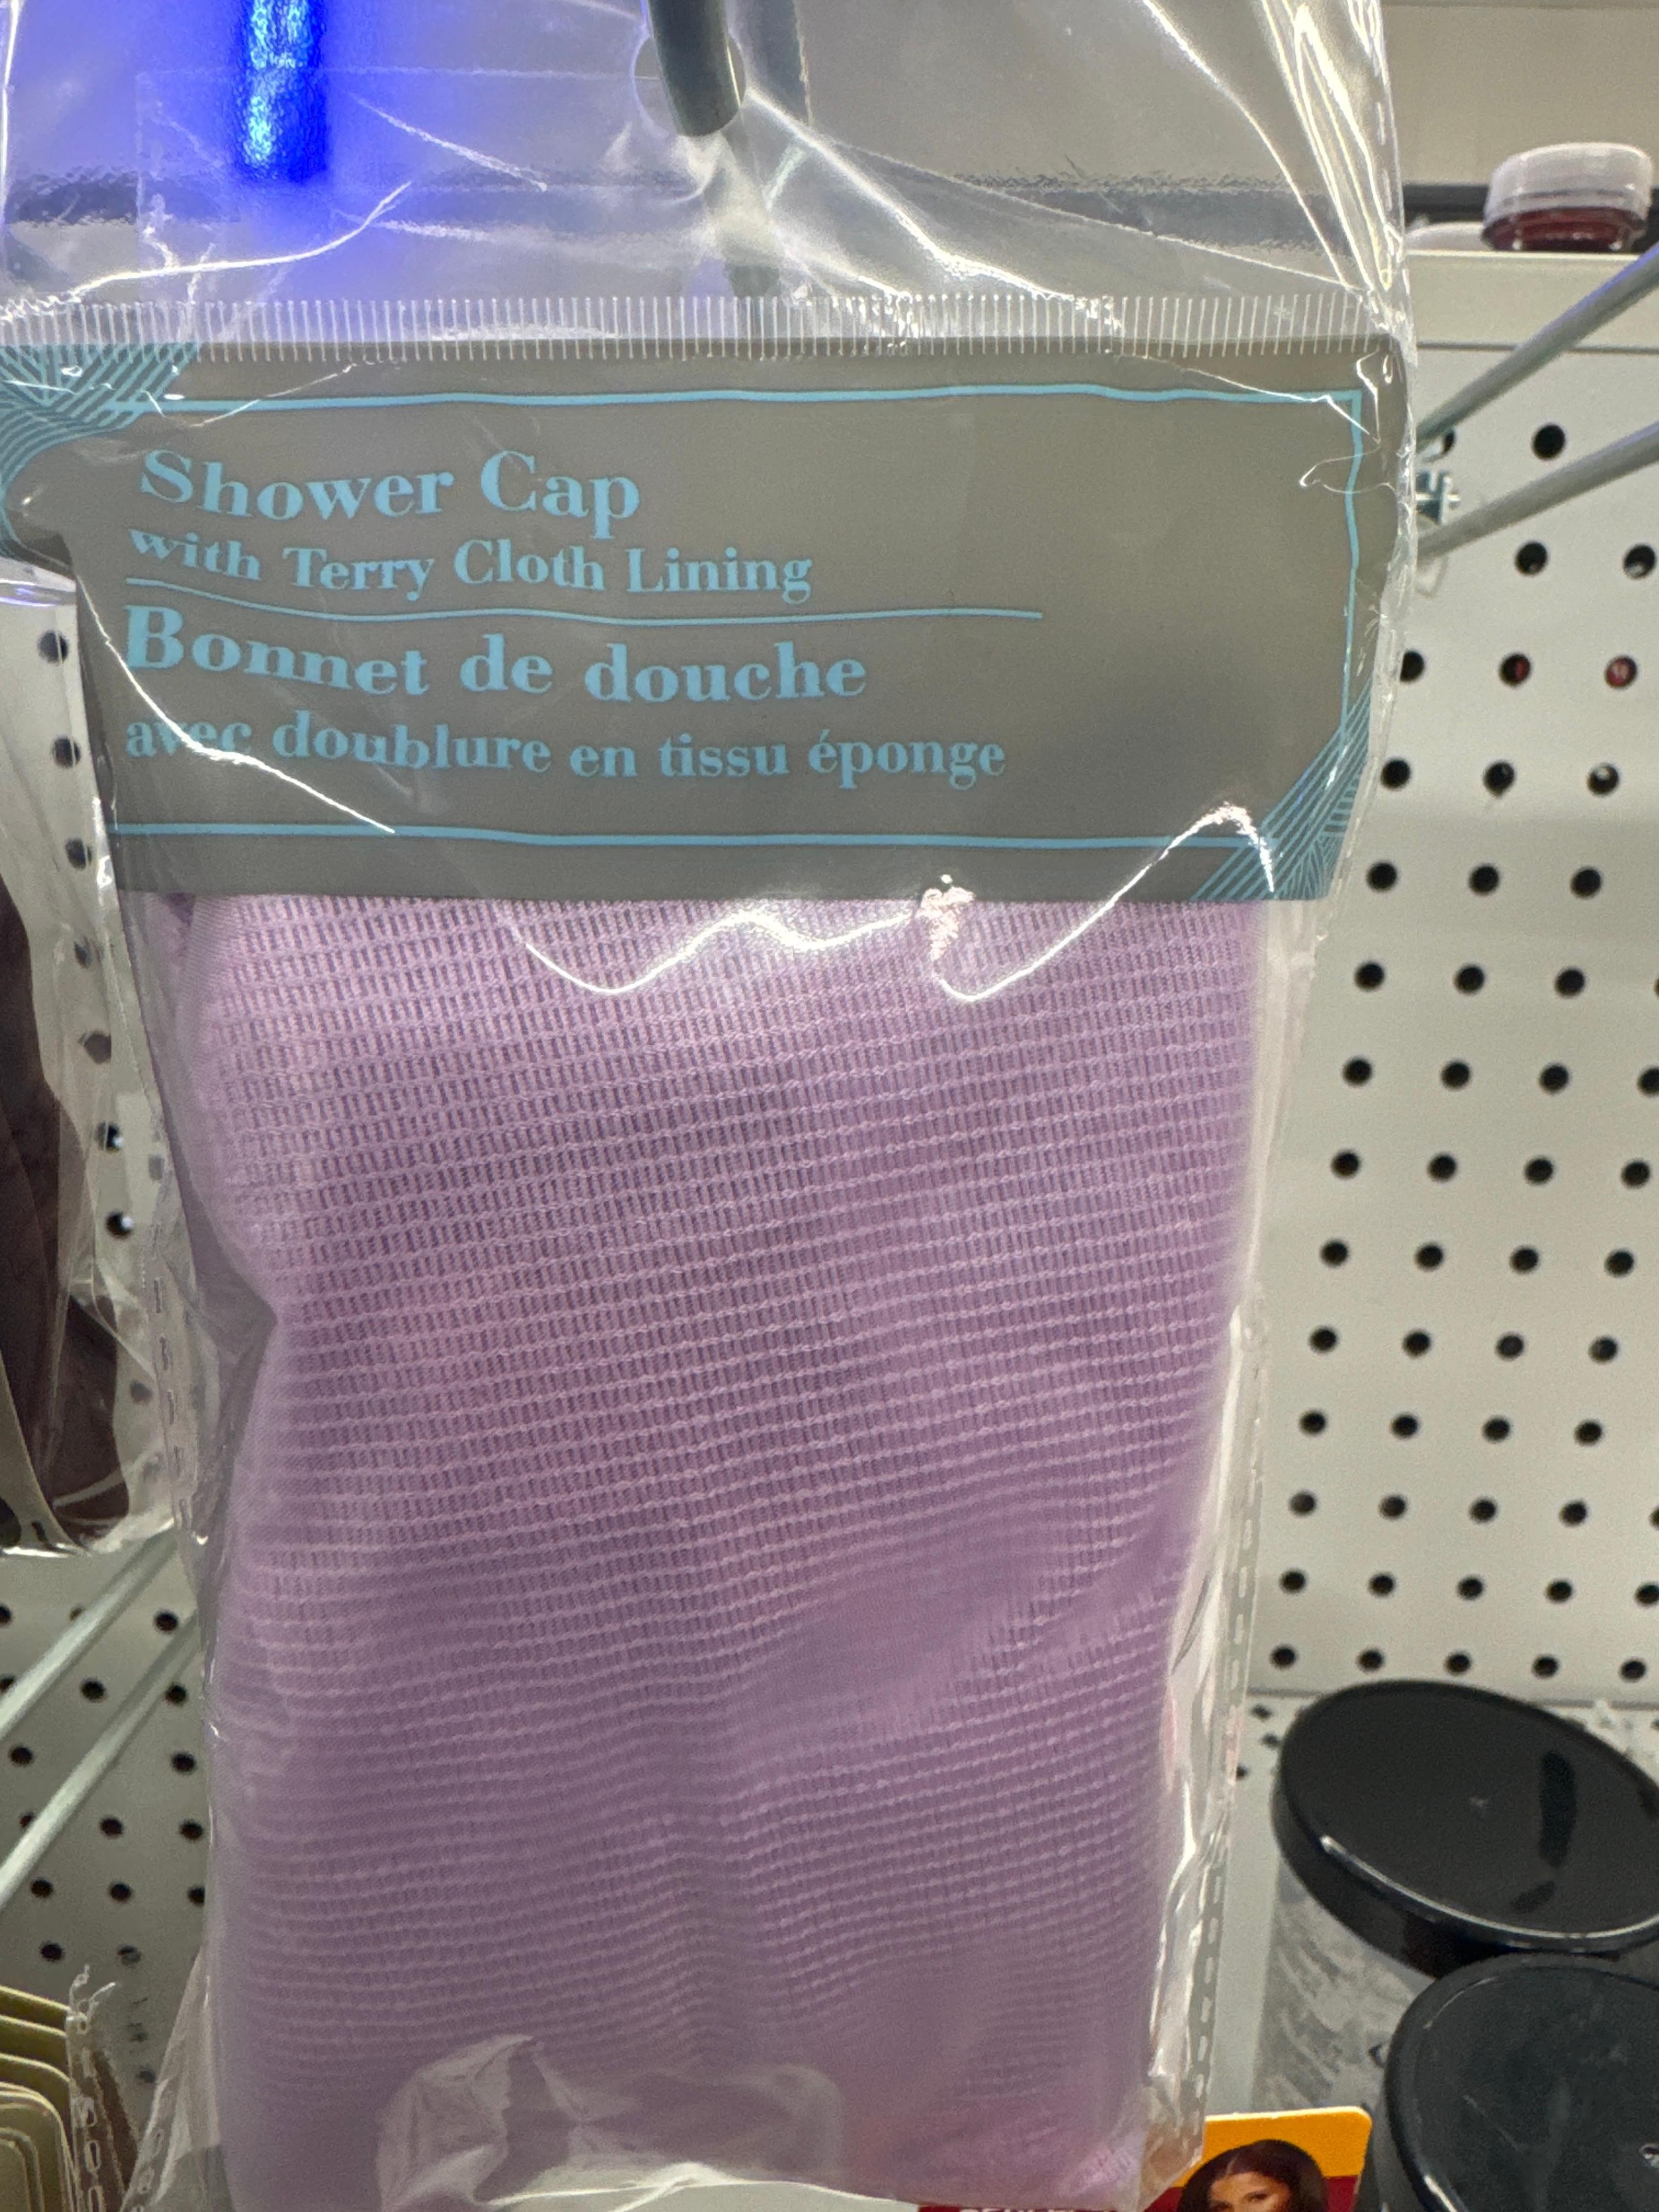 Shower Cap
with Terry Cloth Lining
Bonnet de douche
avec doublure en tissu éponge